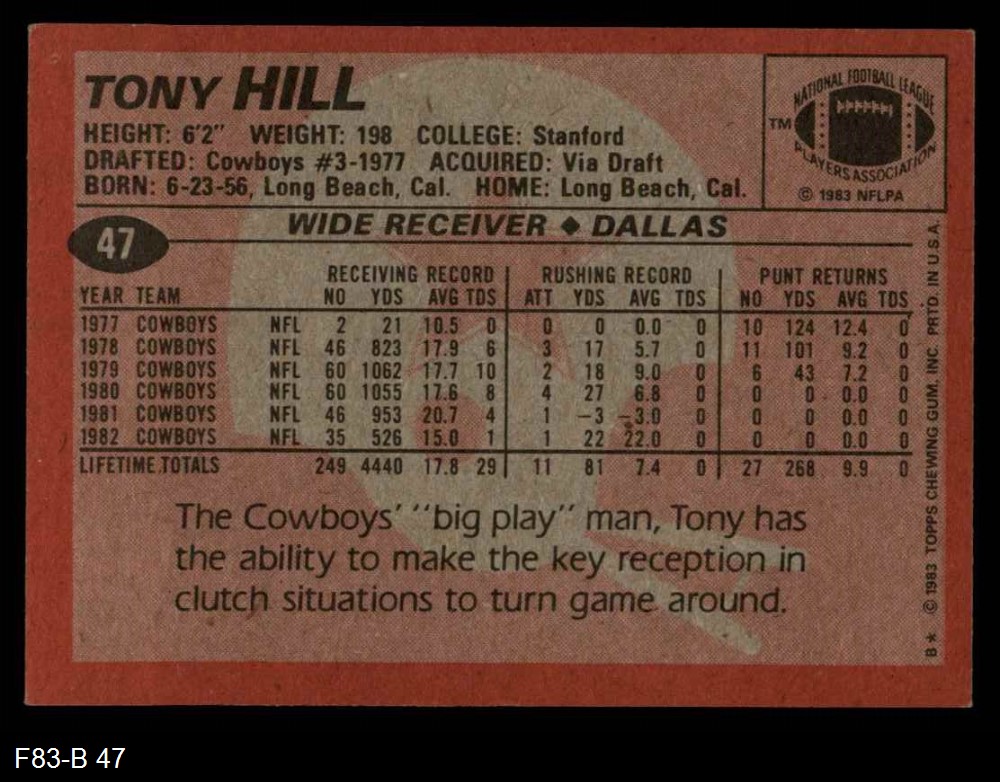 TONY HILL
HEIGHT: 6'2" WEIGHT: 198 COLLEGE: Stanford
DRAFTED: Cowboys #3-1977 ACQUIRED: Via Draft
BORN: 6-23-56, Long Beach, Cal. HOME: Long Beach, Cal.
NATIONAL FOOTBALL LEAGUE
TM
PLAYERS ASSOCIATION
© 1983 NFLPA
47
WIDE RECEIVER ♦ DALLAS
RECEIVING RECORD RUSHING RECORD PUNT RETURNS
YEAR TEAM NO YDS AVG TDS ATT YDS AVG TDS NO YDS AVG TDS
1977 COWBOYS NFL 2 21 10.5 0 0 0 0.0 0 10 124 12.4 0
1978 COWBOYS NFL 46 823 17.9 6 3 17 5.7 0 11 101 9.2 0
1979 COWBOYS NFL 60 1062 17.7 10 2 18 9.0 0 6 43 7.2 0
1980 COWBOYS NFL 60 1055 17.6 8 4 27 6.8 0 0 0 0.0 0
1981 COWBOYS NFL 46 953 20.7 4 1 -3 -3.0 0 0 0 0.0 0
1982 COWBOYS NFL 35 526 15.0 1 1 22 22.0 0 0 0 0.0 0
LIFETIME TOTALS 249 4440 17.8 29 11 81 7.4 0 27 268 9.9 0
The Cowboys' "big play" man, Tony has
the ability to make the key reception in
clutch situations to turn game around.
B* © 1983 TOPPS CHEWING GUM, INC. PRTD. IN U.S.A.
F83-B 47